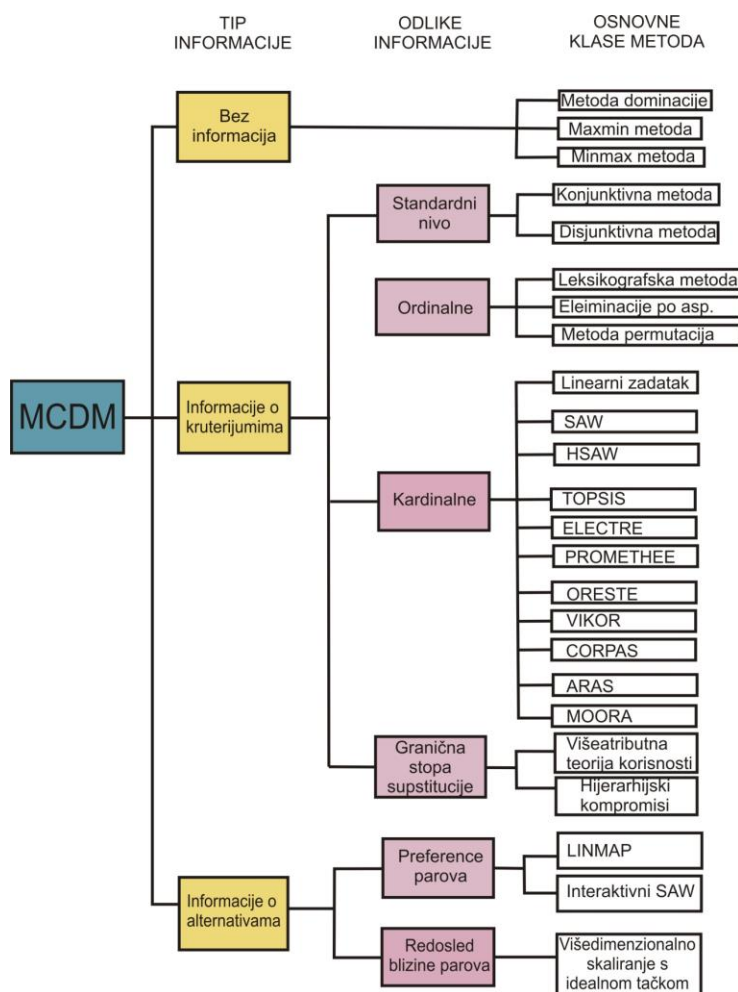 TIP
INFORMACIJE
ODLIKE
INFORMACIJE
OSNOVNE
KLASE METODA
MCDM
Bez
informacija
Metoda dominacije
Maxmin metoda
Minmax metoda
Informacije o
kruterijumima
Standardni
nivo
Konjunktivna metoda
Disjunktivna metoda
Ordinalne
Leksikografska metoda
Eleiminacije po asp.
Metoda permutacija
Kardinalne
Linearni zadatak
SAW
HSAW
TOPSIS
ELECTRE
PROMETHEE
ORESTE
VIKOR
CORPAS
ARAS
MOORA
Granična
stopa
supstitucije
Višeatributna
teorija korisnosti
Hijerarhijski
kompromisi
Informacije o
alternativama
Preference
parova
LINMAP
Interaktivni SAW
Redosled
blizine parova
Višedimenzionalno
skaliranje s
idealnom tačkom